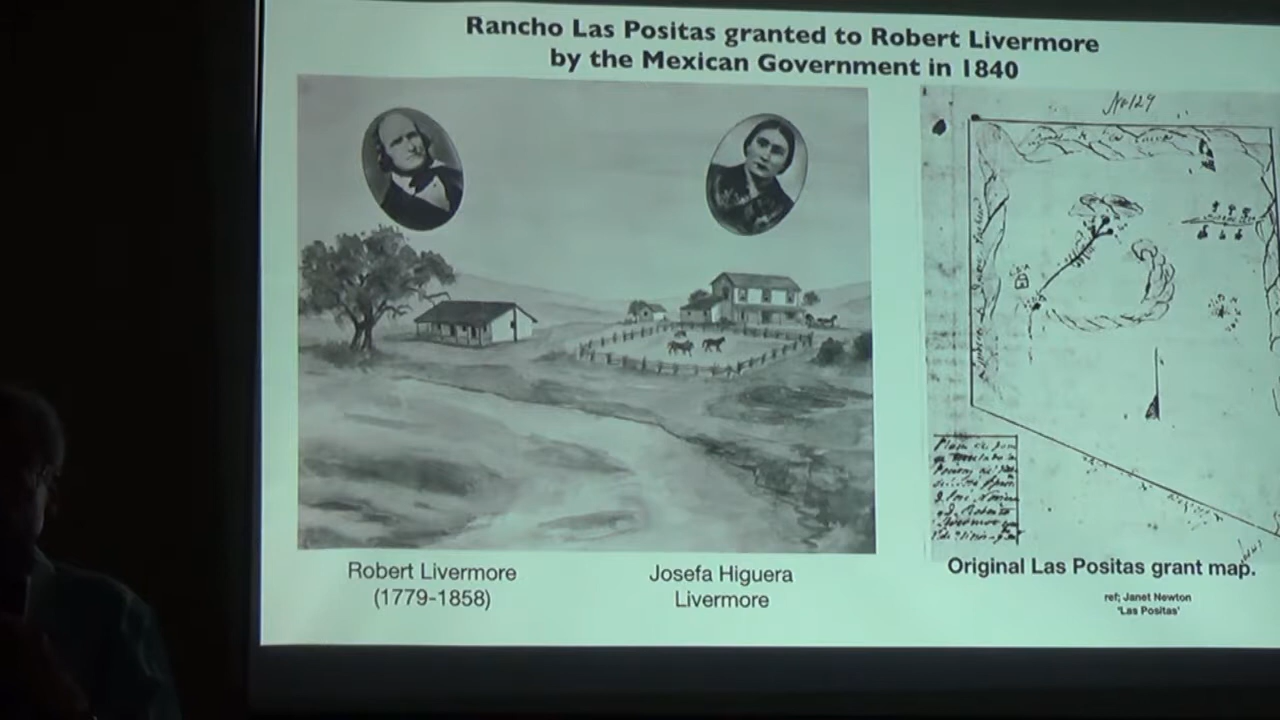 Rancho Las Positas granted to Robert Livermore
by the Mexican Government in 1840
No 129
Robert Livermore
(1779-1858)
Josefa Higuera
Livermore
Original Las Positas grant map.
ref; Janet Newton
'Las Positas'